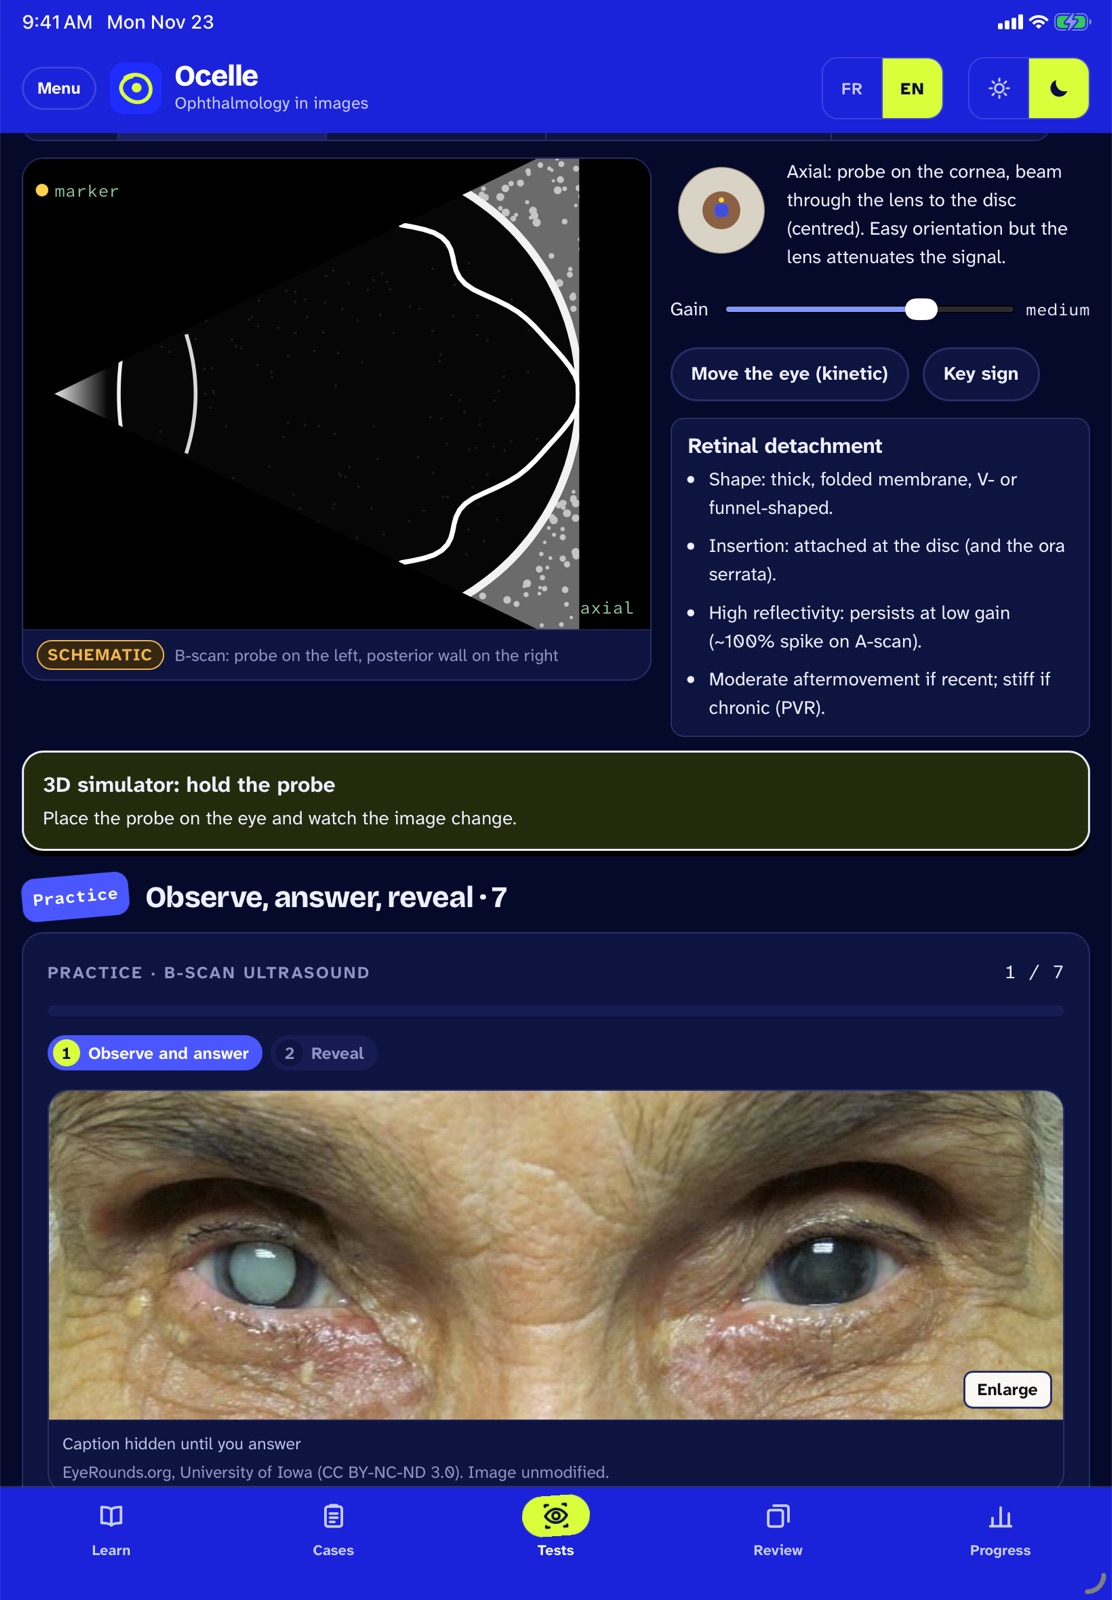 9:41 AM Mon Nov 23
Menu
Ocelle
Ophthalmology in images
FR
EN
marker
axial
SCHEMATIC
B-scan: probe on the left, posterior wall on the right
Axial: probe on the cornea, beam
through the lens to the disc
(centred). Easy orientation but the
lens attenuates the signal.
Gain
medium
Move the eye (kinetic)
Key sign
Retinal detachment
• Shape: thick, folded membrane, V- or
funnel-shaped.
• Insertion: attached at the disc (and the ora
serrata).
• High reflectivity: persists at low gain
(~100% spike on A-scan).
• Moderate aftermovement if recent; stiff if
chronic (PVR).
3D simulator: hold the probe
Place the probe on the eye and watch the image change.
Practice
Observe, answer, reveal · 7
PRACTICE · B-SCAN ULTRASOUND
1 / 7
1 Observe and answer
2 Reveal
Enlarge
Caption hidden until you answer
EyeRounds.org, University of Iowa (CC BY-NC-ND 3.0). Image unmodified.
Learn
Cases
Tests
Review
Progress